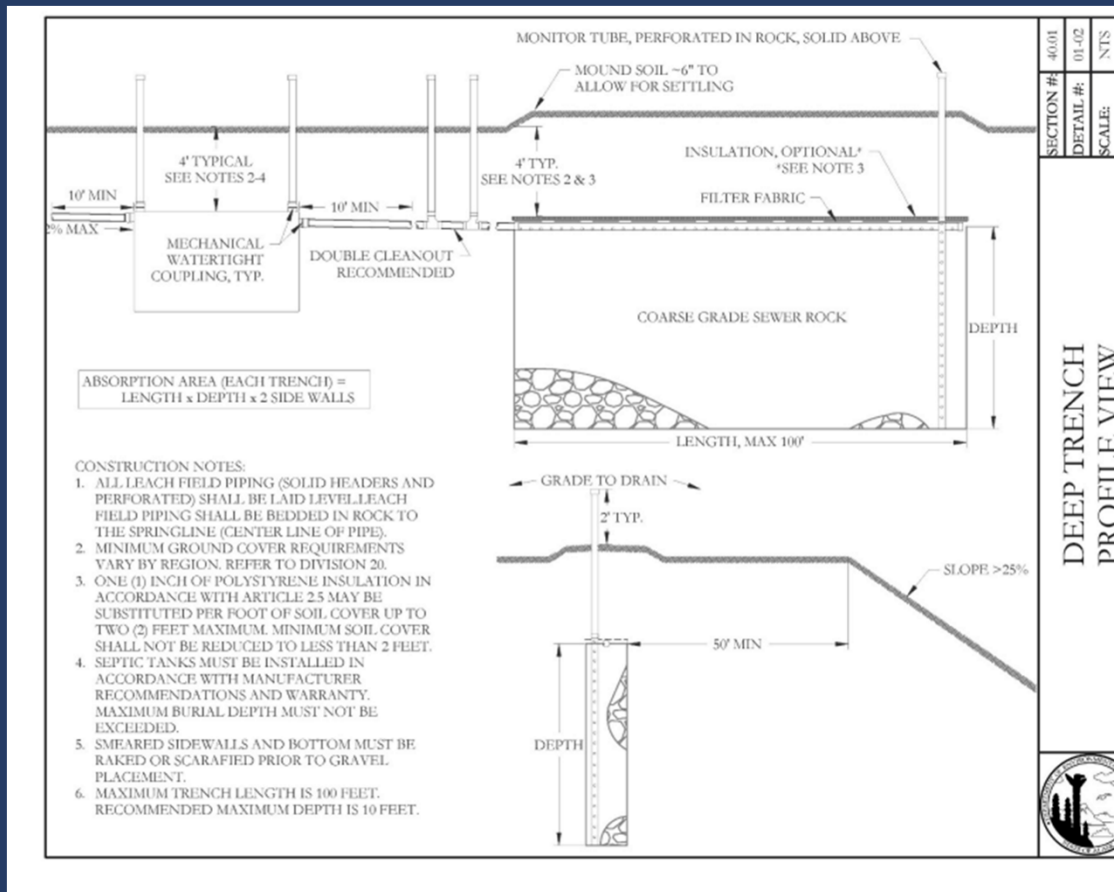 MONITOR TUBE, PERFORATED IN ROCK, SOLID ABOVE
MOUND SOIL ~6" TO
ALLOW FOR SETTLING
4' TYPICAL
SEE NOTES 2-4
4' TYP.
SEE NOTES 2 & 3
INSULATION, OPTIONAL*
*SEE NOTE 3
FILTER FABRIC
10' MIN
10' MIN
2% MAX
MECHANICAL
WATERTIGHT
COUPLING, TYP.
DOUBLE CLEANOUT
RECOMMENDED
COARSE GRADE SEWER ROCK
DEPTH
LENGTH, MAX 100'
ABSORPTION AREA (EACH TRENCH) =
LENGTH x DEPTH x 2 SIDE WALLS
CONSTRUCTION NOTES:
1. ALL LEACH FIELD PIPING (SOLID HEADERS AND
PERFORATED) SHALL BE LAID LEVEL.LEACH
FIELD PIPING SHALL BE BEDDED IN ROCK TO
THE SPRINGLINE (CENTER LINE OF PIPE).
2. MINIMUM GROUND COVER REQUIREMENTS
VARY BY REGION. REFER TO DIVISION 20.
3. ONE (1) INCH OF POLYSTYRENE INSULATION IN
ACCORDANCE WITH ARTICLE 2.5 MAY BE
SUBSTITUTED PER FOOT OF SOIL COVER UP TO
TWO (2) FEET MAXIMUM. MINIMUM SOIL COVER
SHALL NOT BE REDUCED TO LESS THAN 2 FEET.
4. SEPTIC TANKS MUST BE INSTALLED IN
ACCORDANCE WITH MANUFACTURER
RECOMMENDATIONS AND WARRANTY.
MAXIMUM BURIAL DEPTH MUST NOT BE
EXCEEDED.
5. SMEARED SIDEWALLS AND BOTTOM MUST BE
RAKED OR SCARAFIED PRIOR TO GRAVEL
PLACEMENT.
6. MAXIMUM TRENCH LENGTH IS 100 FEET.
RECOMMENDED MAXIMUM DEPTH IS 10 FEET.
GRADE TO DRAIN
2' TYP.
SLOPE >25%
50' MIN
DEPTH
SECTION #: 40.01
DETAIL #: 01-02
SCALE: NTS
DEEP TRENCH
PROFILE VIEW